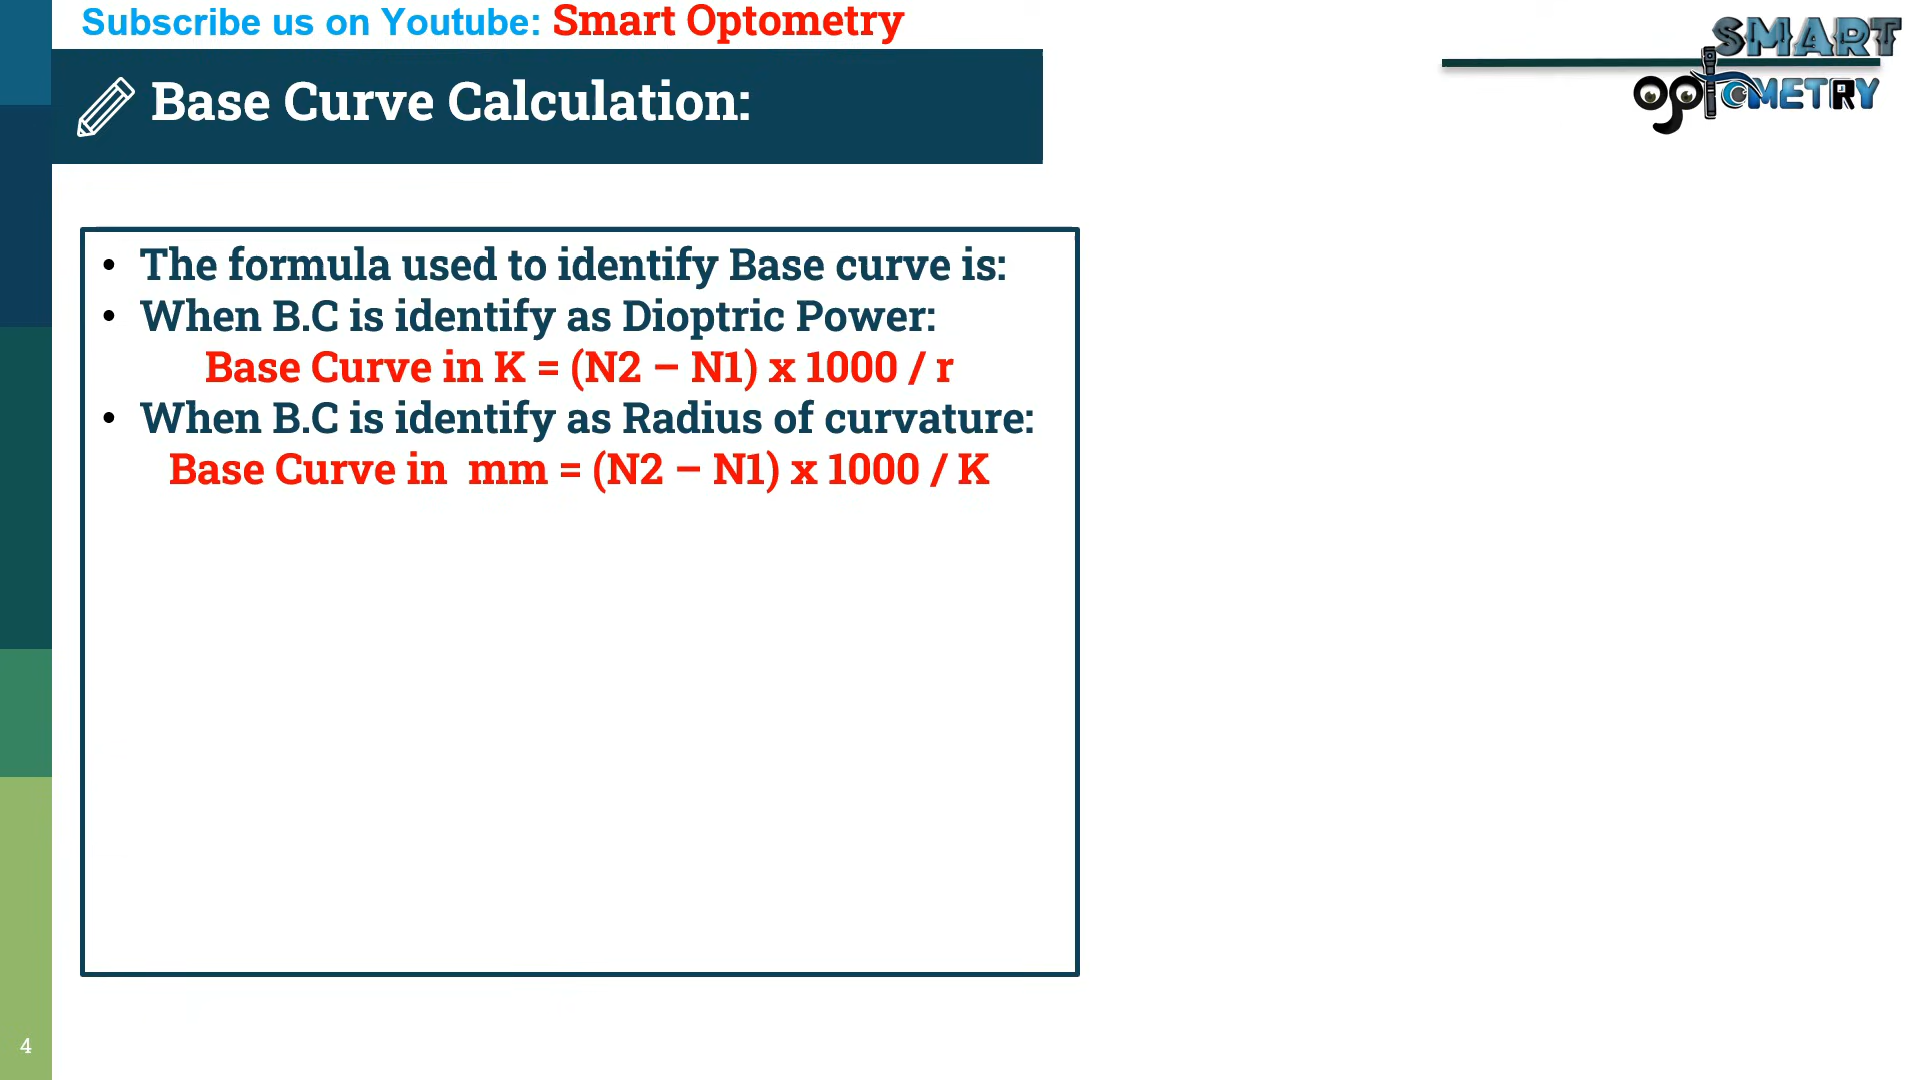 Subscribe us on Youtube: Smart Optometry
SMART
OptOMETRY
Base Curve Calculation:
• The formula used to identify Base curve is:
• When B.C is identify as Dioptric Power:
Base Curve in K = (N2 – N1) x 1000 / r
• When B.C is identify as Radius of curvature:
Base Curve in mm = (N2 – N1) x 1000 / K
4